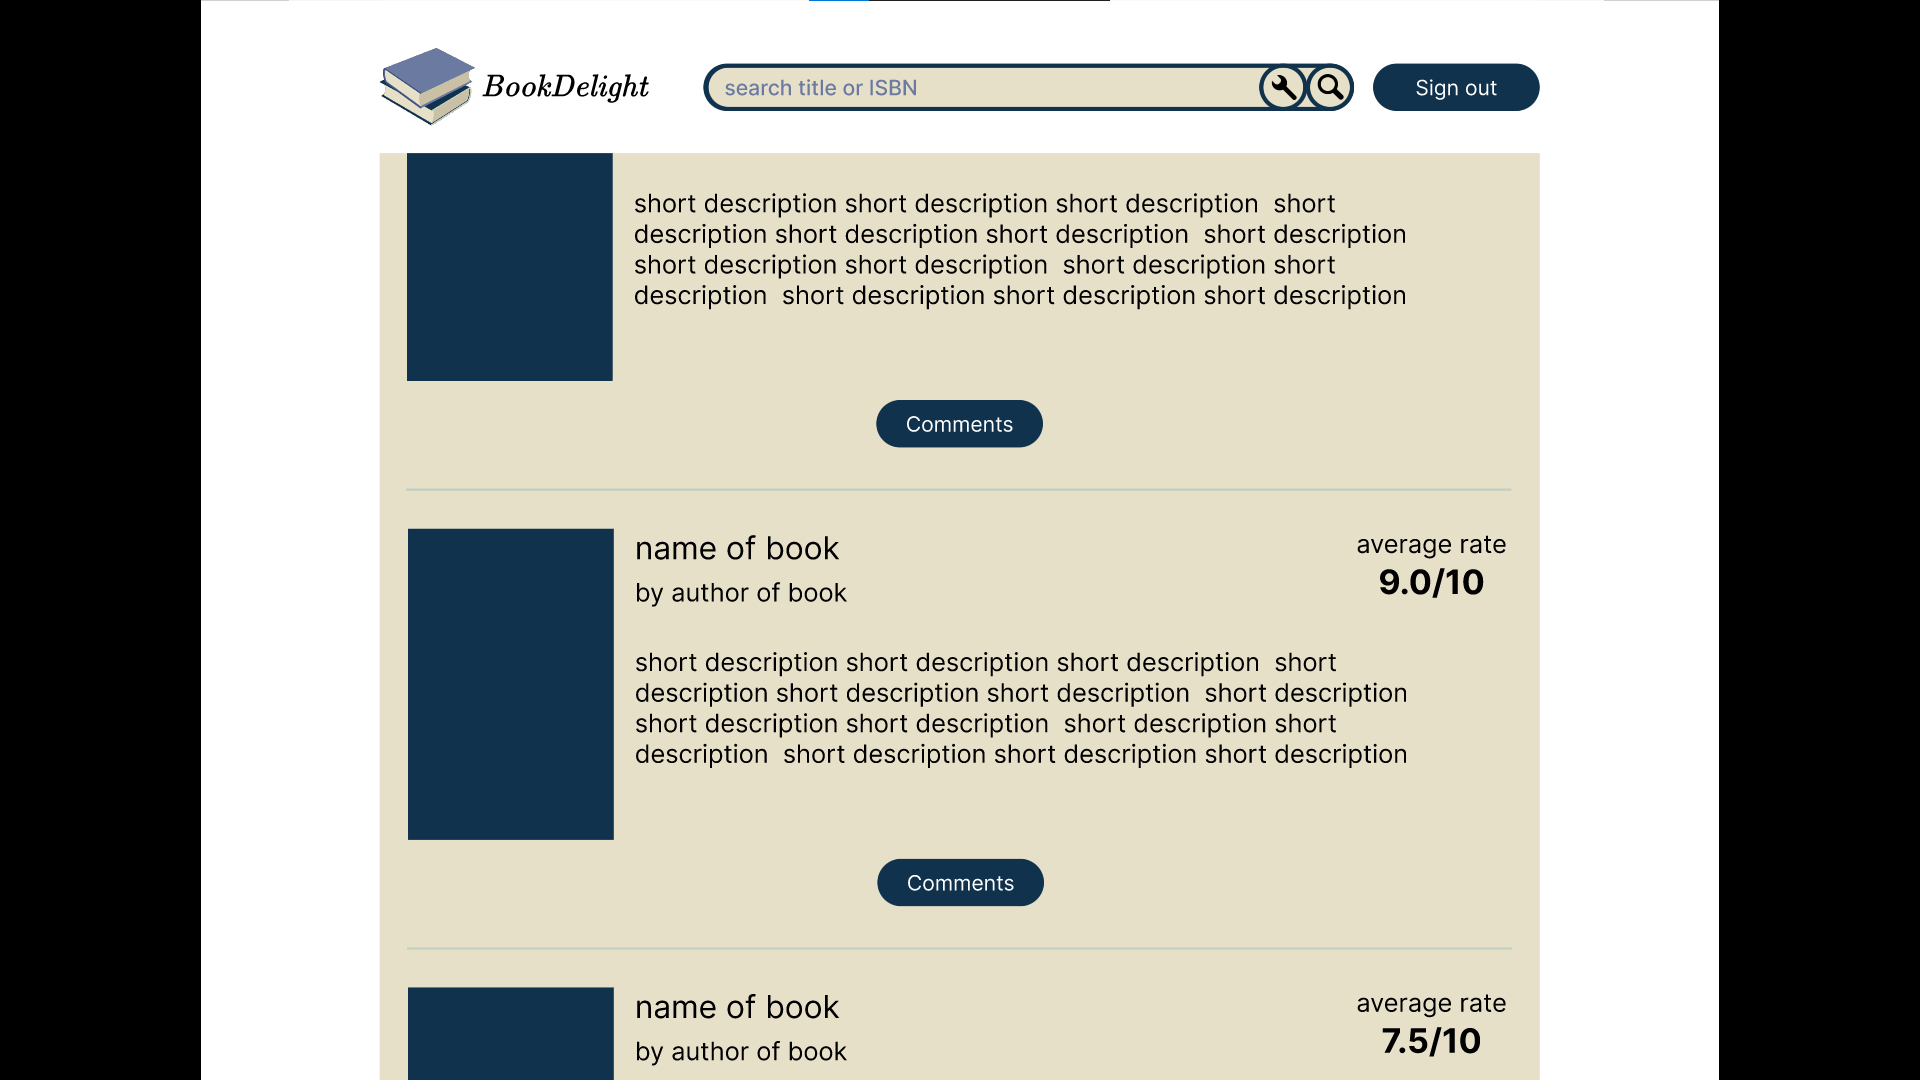 BookDelight
search title or ISBN
Sign out
short description short description short description  short
description short description short description  short description
short description short description  short description short
description  short description short description short description
Comments
name of book
by author of book
average rate
9.0/10
short description short description short description  short
description short description short description  short description
short description short description  short description short
description  short description short description short description
Comments
name of book
by author of book
average rate
7.5/10